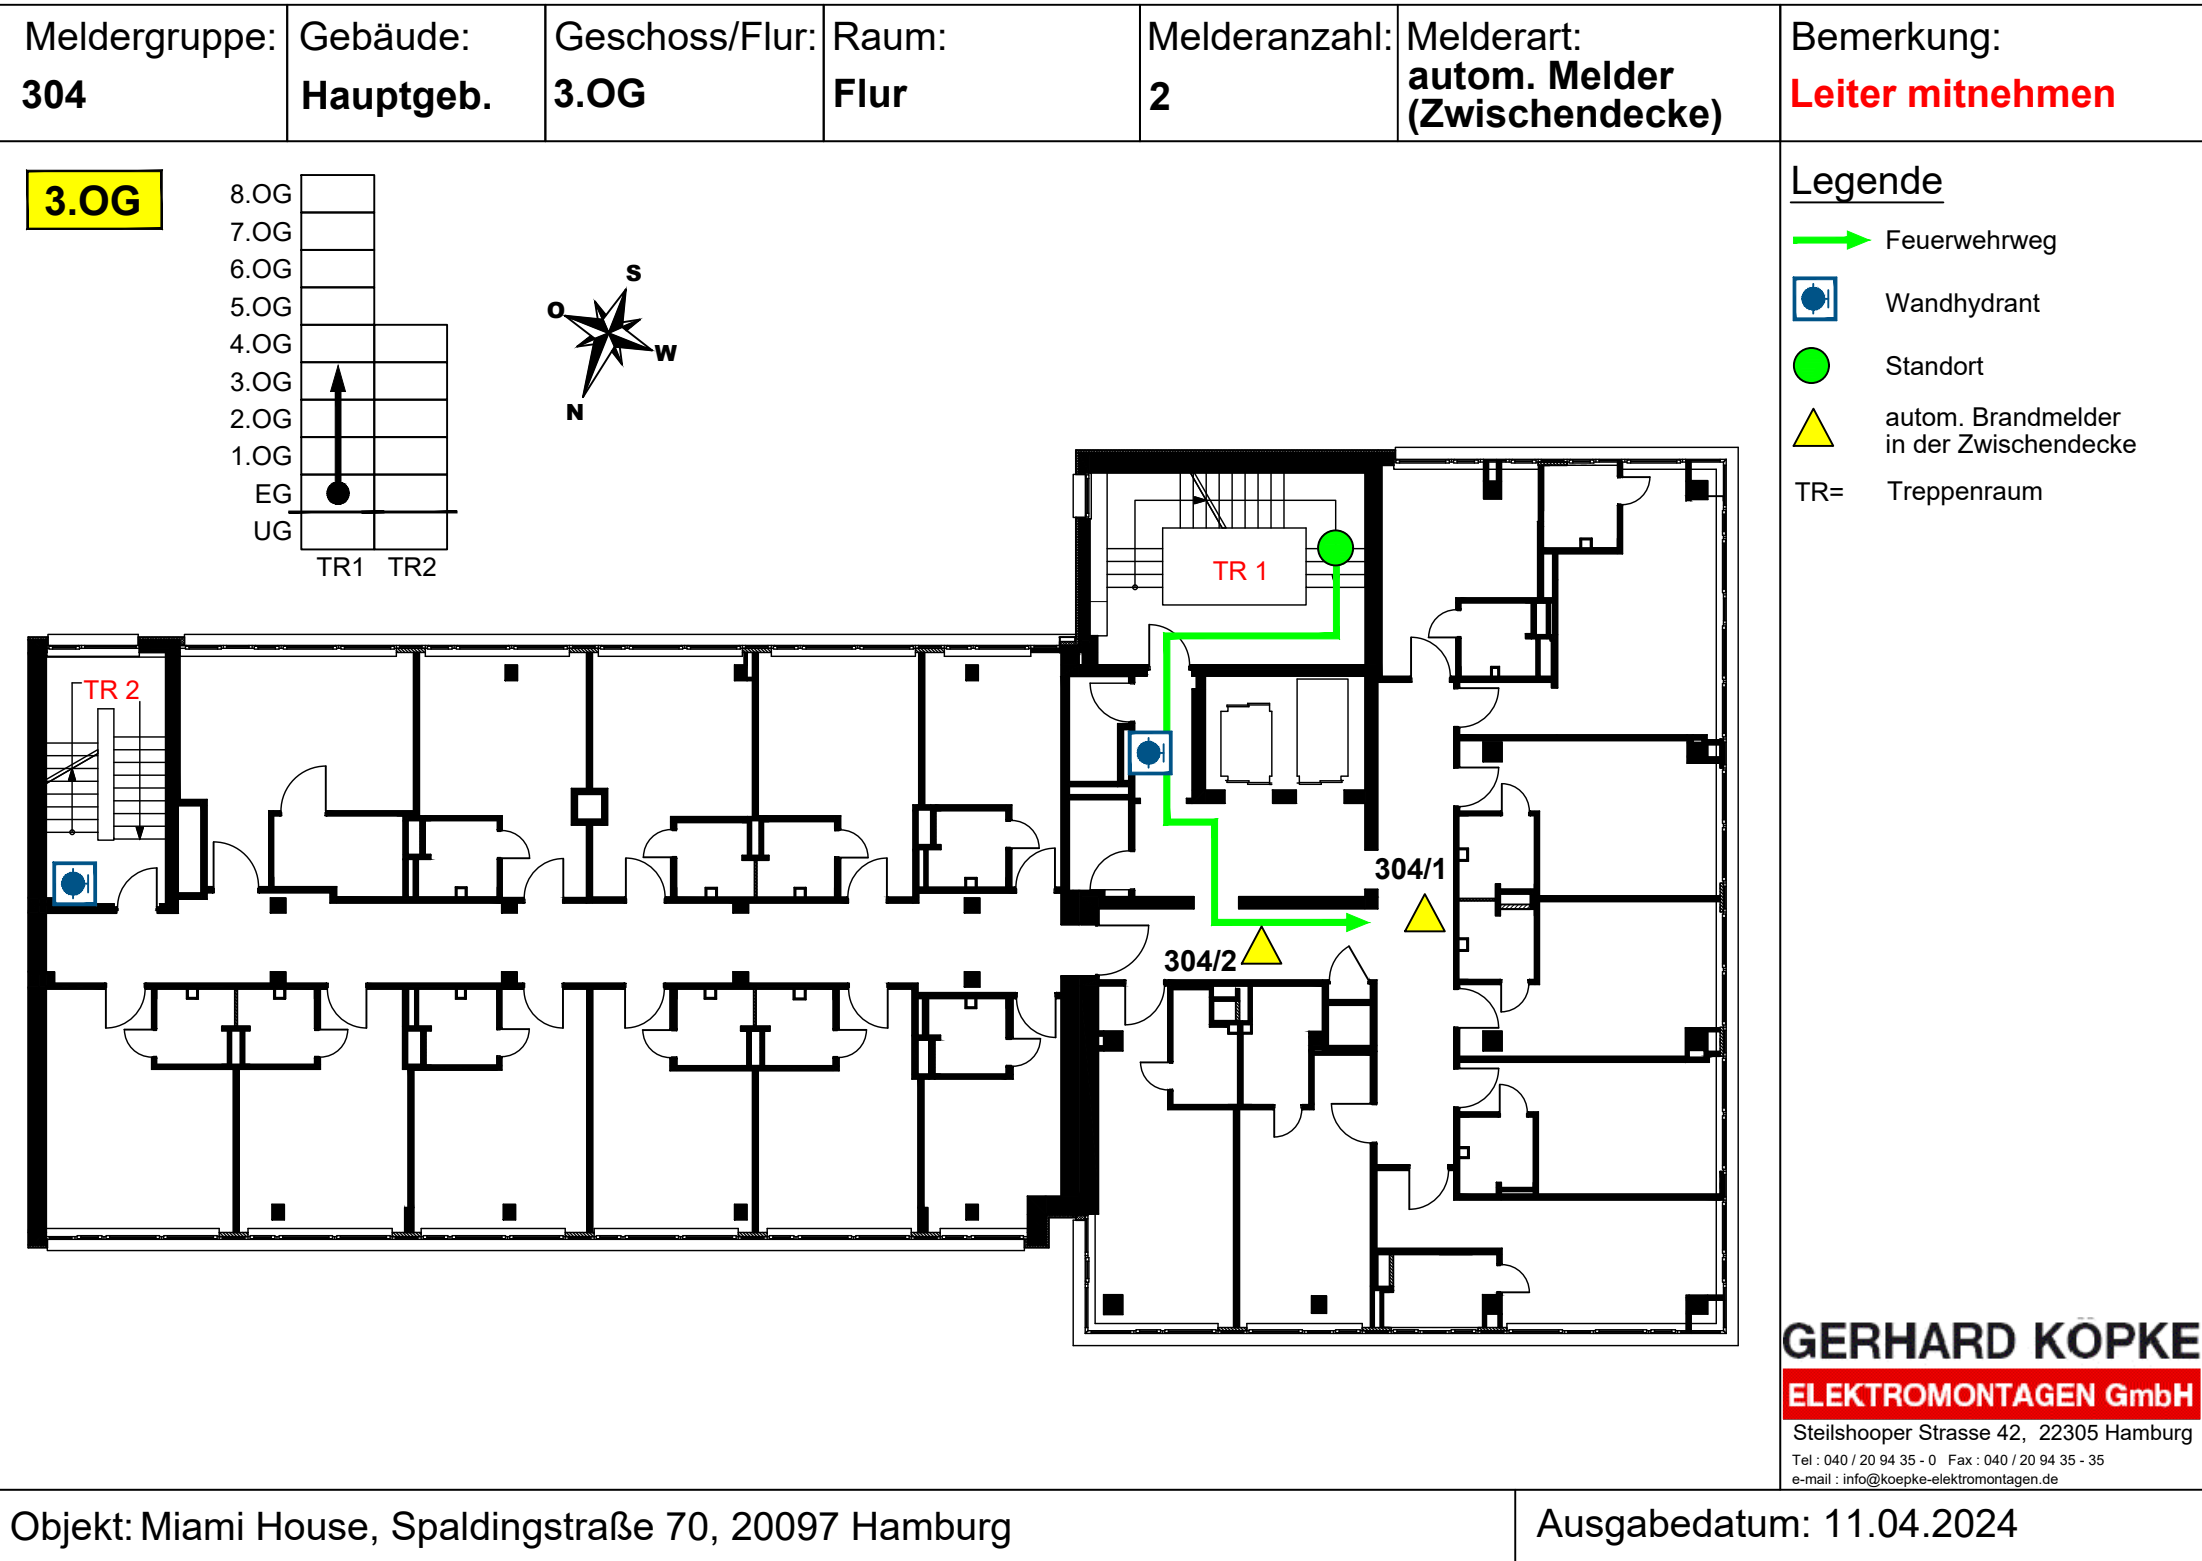 Meldergruppe:
304
Gebäude:
Hauptgeb.
Geschoss/Flur:
3.OG
Raum:
Flur
Melderanzahl:
2
Melderart:
autom. Melder
(Zwischendecke)
Bemerkung:
Leiter mitnehmen
3.OG
8.OG
7.OG
6.OG
5.OG
4.OG
3.OG
2.OG
1.OG
EG
UG
TR1 TR2
S
O
W
N
Legende
Feuerwehrweg
Wandhydrant
Standort
autom. Brandmelder
in der Zwischendecke
TR= Treppenraum
TR 1
TR 2
304/1
304/2
GERHARD KÖPKE
ELEKTROMONTAGEN GmbH
Steilshooper Strasse 42, 22305 Hamburg
Tel : 040 / 20 94 35 - 0 Fax : 040 / 20 94 35 - 35
e-mail : info@koepke-elektromontagen.de
Objekt: Miami House, Spaldingstraße 70, 20097 Hamburg
Ausgabedatum: 11.04.2024